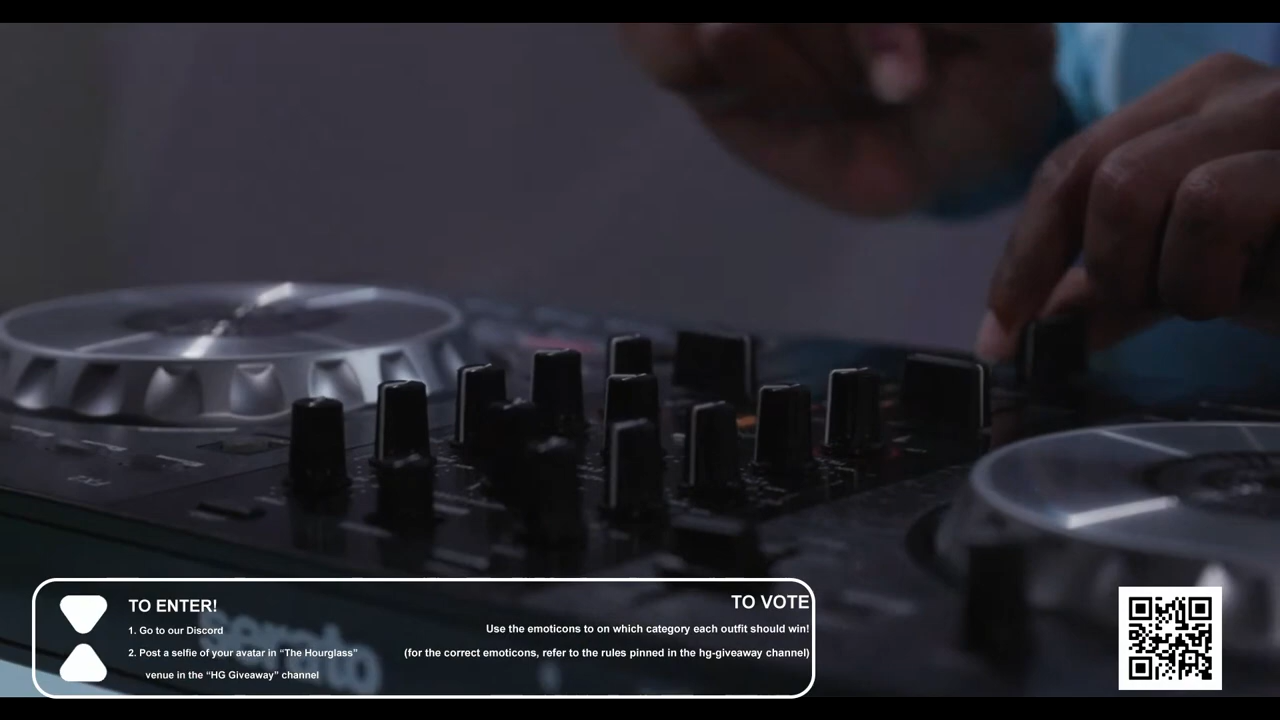 TO ENTER!
1. Go to our Discord
2. Post a selfie of your avatar in “The Hourglass”
venue in the “HG Giveaway” channel
TO VOTE
Use the emoticons to on which category each outfit should win!
(for the correct emoticons, refer to the rules pinned in the hg-giveaway channel)
serato
FX2